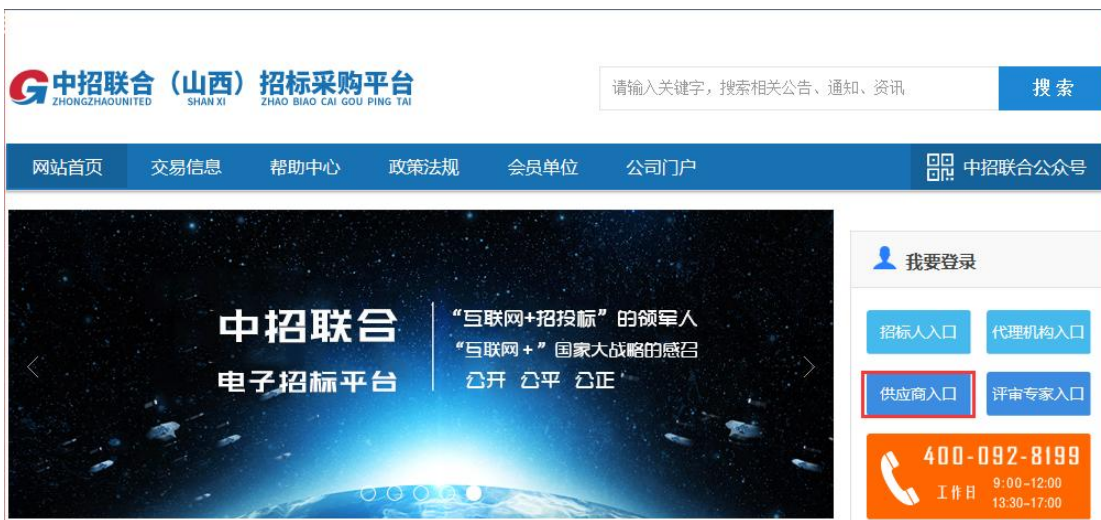 中招联合（山西）招标采购平台
ZHONGZHAOUNITED SHAN XI ZHAO BIAO CAI GOU PING TAI
请输入关键字，搜索相关公告、通知、资讯
搜索
网站首页 交易信息 帮助中心 政策法规 会员单位 公司门户 中招联合公众号
中招联合
电子招标平台
“互联网+招投标”的领军人
“互联网+”国家大战略的感召
公开 公平 公正
我要登录
招标人入口 代理机构入口
供应商入口 评审专家入口
400-092-8199
工作日 9:00-12:00
13:30-17:00